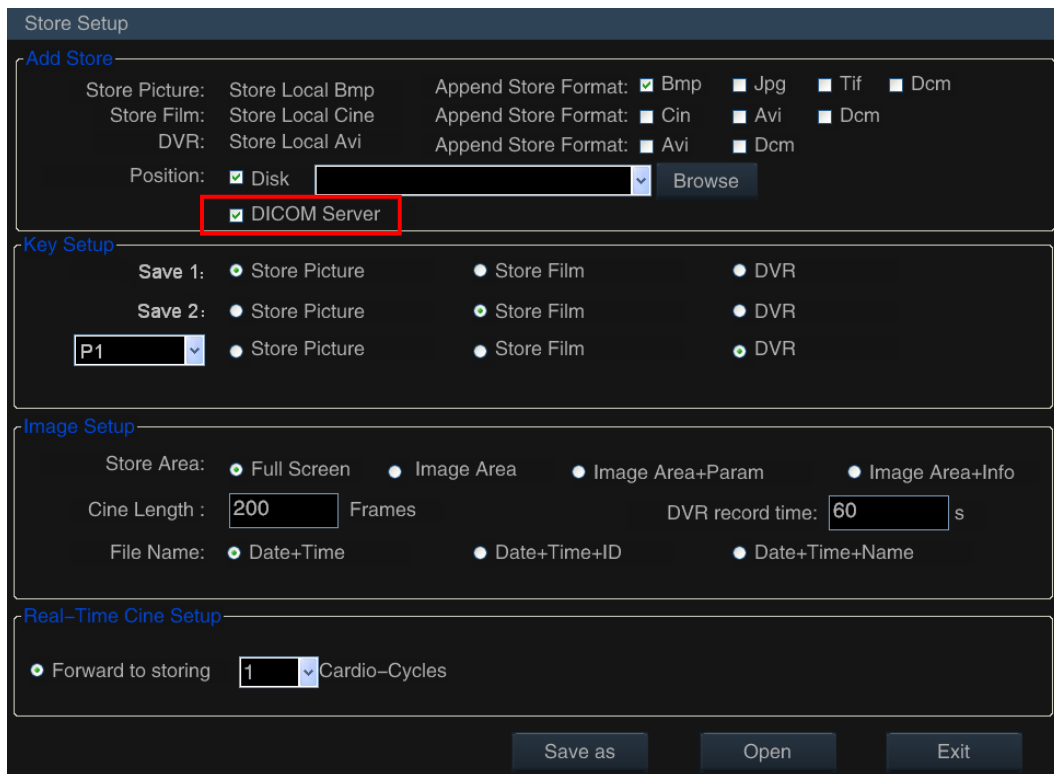 Store Setup
Add Store
Store Picture: Store Local Bmp Append Store Format: Bmp Jpg Tif Dcm
Store Film: Store Local Cine Append Store Format: Cin Avi Dcm
DVR: Store Local Avi Append Store Format: Avi Dcm
Position: Disk Browse
DICOM Server
Key Setup
Save 1: Store Picture Store Film DVR
Save 2: Store Picture Store Film DVR
P1 Store Picture Store Film DVR
Image Setup
Store Area: Full Screen Image Area Image Area+Param Image Area+Info
Cine Length : 200 Frames DVR record time: 60 s
File Name: Date+Time Date+Time+ID Date+Time+Name
Real-Time Cine Setup
Forward to storing 1 Cardio-Cycles
Save as Open Exit